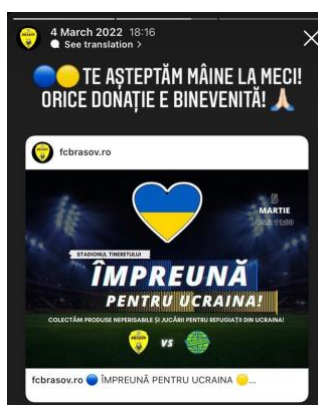 4 March 2022 18:16
See translation >
🔵🟡 TE AȘTEPTĂM MÂINE LA MECI!
ORICE DONAȚIE E BINEVENITĂ! 🙏🏻
fcbrasov.ro
5
MARTIE
11:00
STADIONUL TINERETULUI
ÎMPREUNĂ
PENTRU UCRAINA!
COLECTĂM PRODUSE NEPERISABILE ȘI JUCĂRII PENTRU REFUGIAȚII DIN UCRAINA!
VS
fcbrasov.ro 🔵 ÎMPREUNĂ PENTRU UCRAINA 🟡...